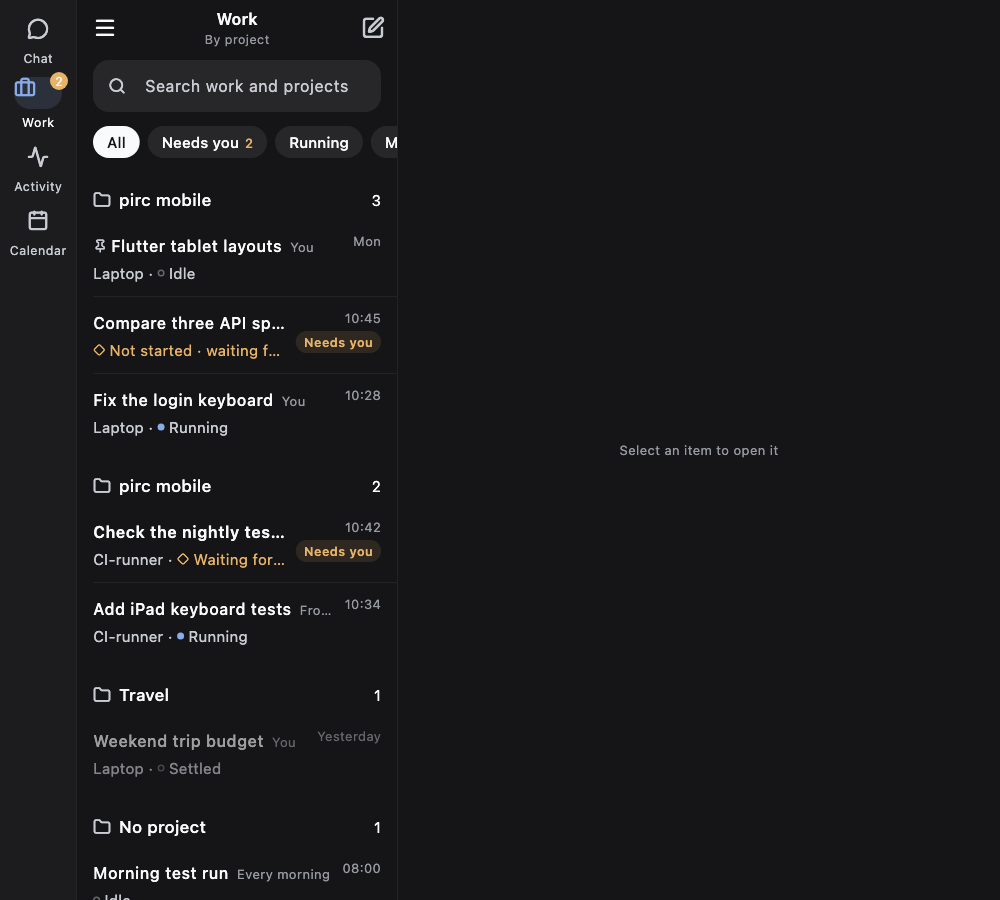 Chat
2
Work
Activity
Calendar
Work
By project
Search work and projects
All
Needs you 2
Running
M
pirc mobile 3
Flutter tablet layouts You Mon
Laptop · Idle
Compare three API sp... 10:45
Not started · waiting f... Needs you
Fix the login keyboard You 10:28
Laptop · Running
pirc mobile 2
Check the nightly tes... 10:42
CI-runner · Waiting for... Needs you
Add iPad keyboard tests Fro... 10:34
CI-runner · Running
Travel 1
Weekend trip budget You Yesterday
Laptop · Settled
No project 1
Morning test run Every morning 08:00
Idle
Select an item to open it